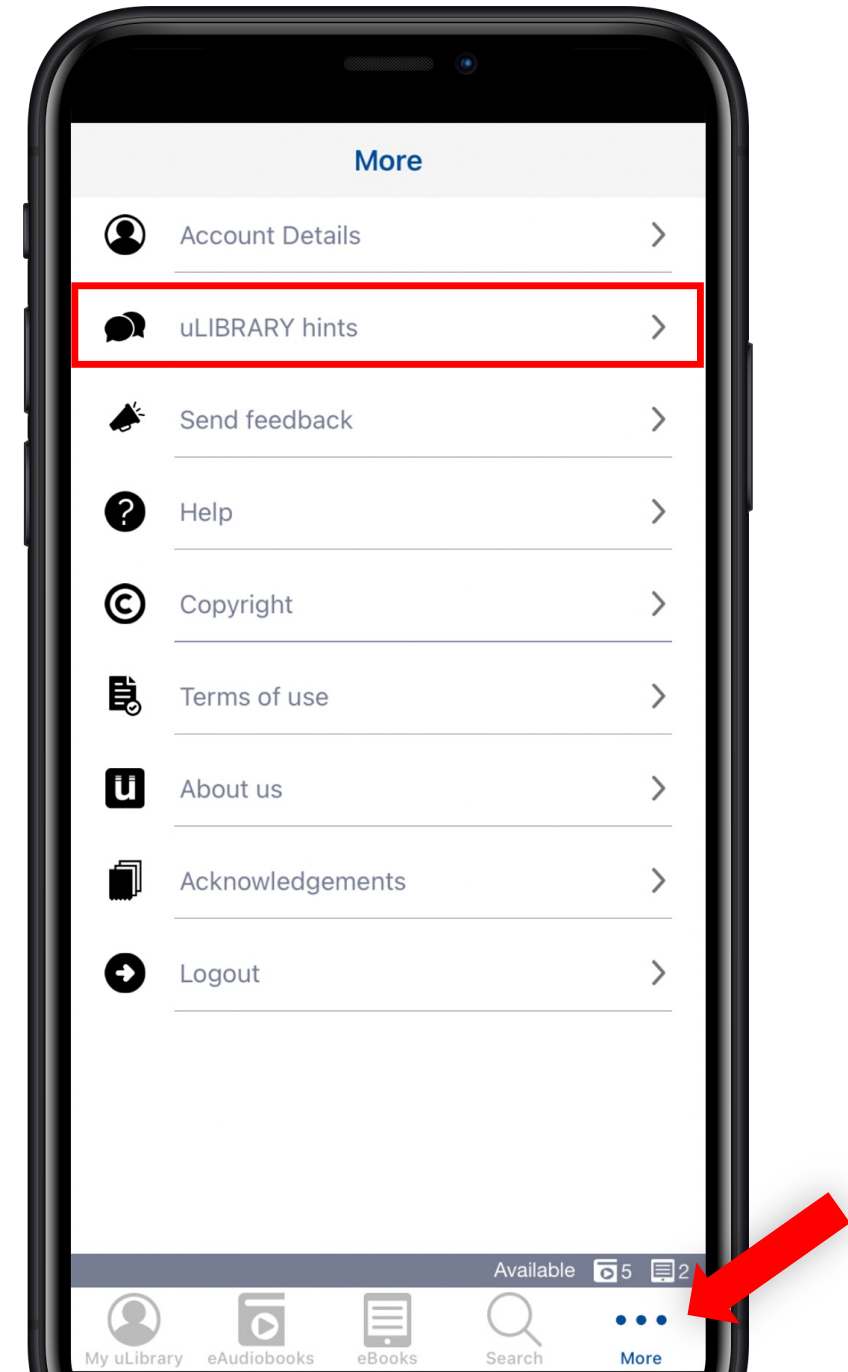 More
Account Details
uLIBRARY hints
Send feedback
Help
Copyright
Terms of use
About us
Acknowledgements
Logout
Available 5 2
My uLibrary eAudiobooks eBooks Search More